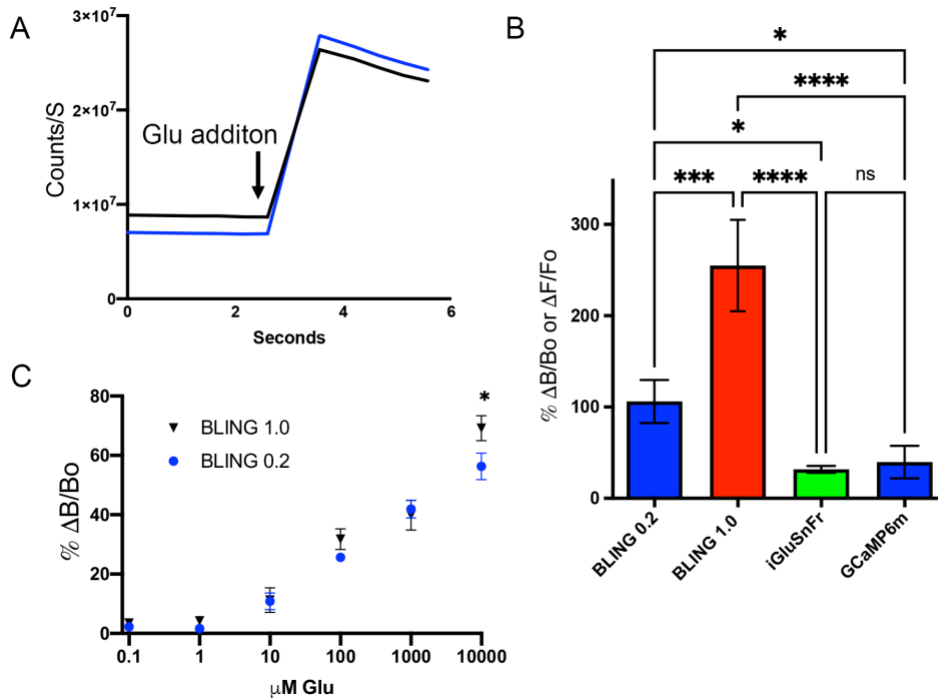 A
3×10⁷
2×10⁷
1×10⁷
0
Counts/S
Glu additon
0 2 4 6
Seconds
B
*
****
*
*** **** ns
300
200
100
0
% ΔB/Bo or ΔF/Fo
BLING 0.2 BLING 1.0 iGluSnFr GCaMP6m
C
80
60
40
20
0
% ΔB/Bo
BLING 1.0
BLING 0.2
*
0.1 1 10 100 1000 10000
μM Glu